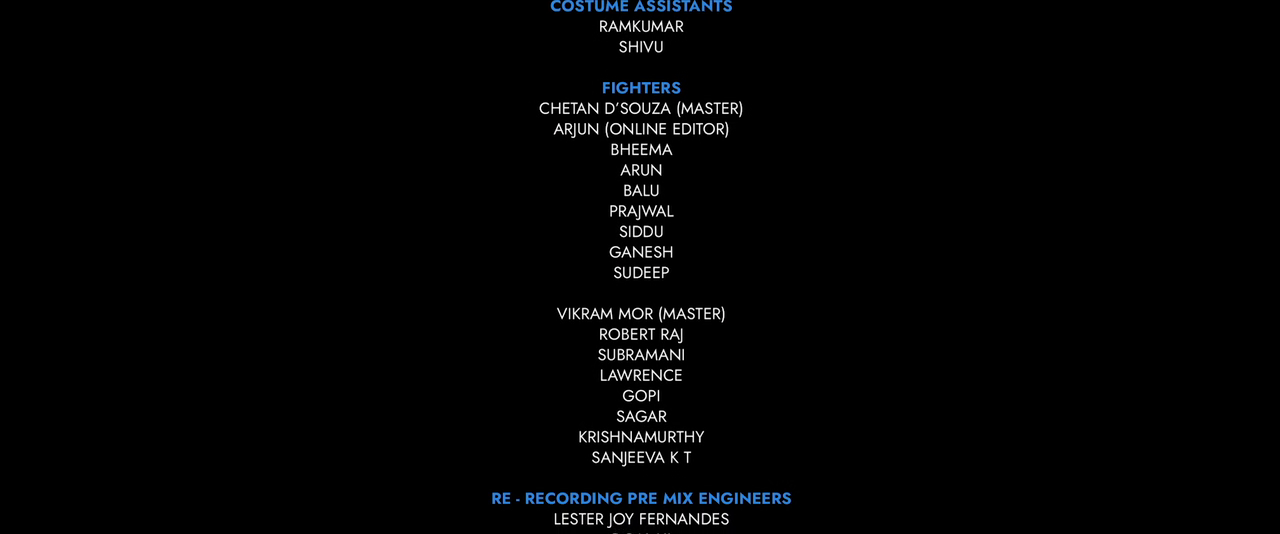 COSTUME ASSISTANTS
RAMKUMAR
SHIVU
FIGHTERS
CHETAN D'SOUZA (MASTER)
ARJUN (ONLINE EDITOR)
BHEEMA
ARUN
BALU
PRAJWAL
SIDDU
GANESH
SUDEEP
VIKRAM MOR (MASTER)
ROBERT RAJ
SUBRAMANI
LAWRENCE
GOPI
SAGAR
KRISHNAMURTHY
SANJEEVA K T
RE - RECORDING PRE MIX ENGINEERS
LESTER JOY FERNANDES